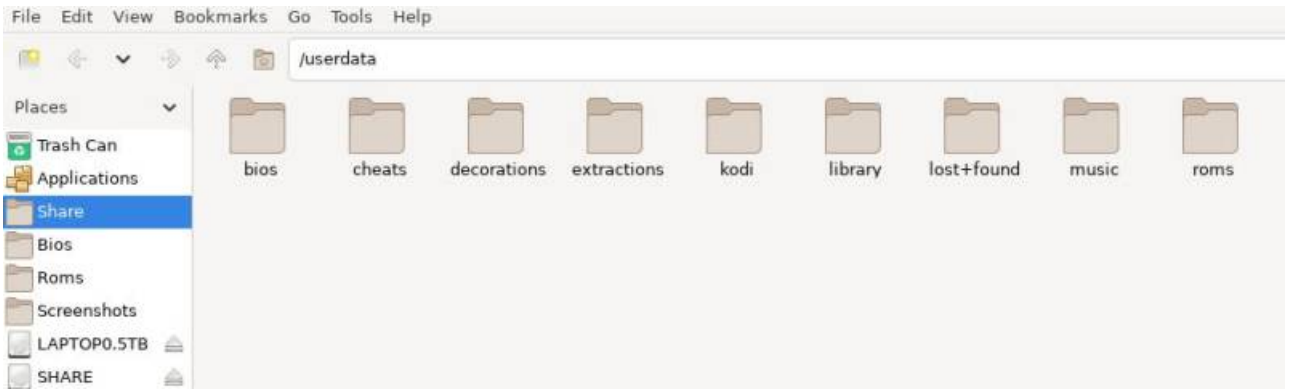 File Edit View Bookmarks Go Tools Help
/userdata
Places
Trash Can
Applications
Share
Bios
Roms
Screenshots
LAPTOP0.5TB
SHARE
bios cheats decorations extractions kodi library lost+found music roms